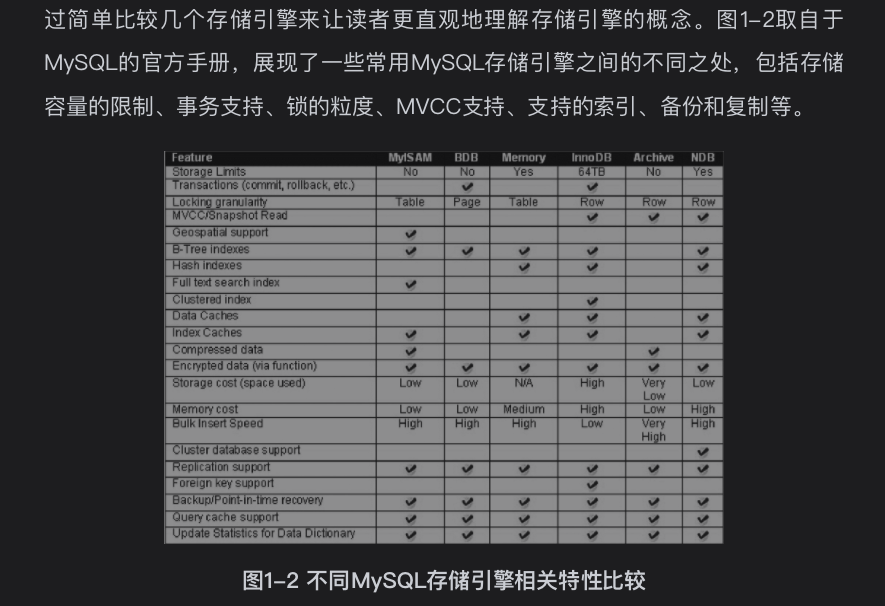 过简单比较几个存储引擎来让读者更直观地理解存储引擎的概念。图1-2取自于
MySQL的官方手册，展现了一些常用MySQL存储引擎之间的不同之处，包括存储
容量的限制、事务支持、锁的粒度、MVCC支持、支持的索引、备份和复制等。
Feature MyISAM BDB Memory InnoDB Archive NDB
Storage Limits No No Yes 64TB No Yes
Transactions (commit, rollback, etc.) ✔ ✔
Locking granularity Table Page Table Row Row Row
MVCC/Snapshot Read ✔ ✔ ✔
Geospatial support ✔
B-Tree indexes ✔ ✔ ✔ ✔ ✔
Hash indexes ✔ ✔ ✔
Full text search index ✔
Clustered index ✔
Data Caches ✔ ✔ ✔
Index Caches ✔ ✔ ✔ ✔
Compressed data ✔ ✔
Encrypted data (via function) ✔ ✔ ✔ ✔ ✔ ✔
Storage cost (space used) Low Low N/A High Very Low Low
Memory cost Low Low Medium High Low High
Bulk Insert Speed High High High Low Very High High
Cluster database support ✔
Replication support ✔ ✔ ✔ ✔ ✔ ✔
Foreign key support ✔
Backup/Point-in-time recovery ✔ ✔ ✔ ✔ ✔ ✔
Query cache support ✔ ✔ ✔ ✔ ✔ ✔
Update Statistics for Data Dictionary ✔ ✔ ✔ ✔ ✔ ✔
图1-2 不同MySQL存储引擎相关特性比较